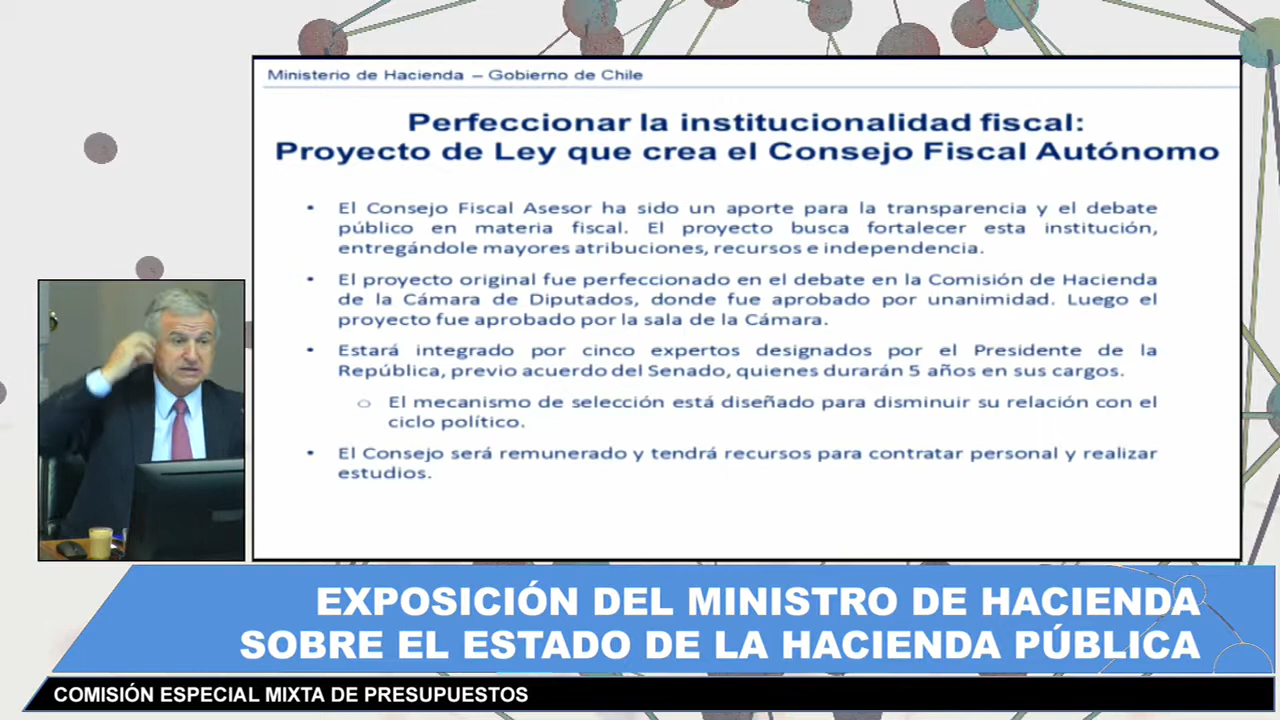 Ministerio de Hacienda – Gobierno de Chile
Perfeccionar la institucionalidad fiscal:
Proyecto de Ley que crea el Consejo Fiscal Autónomo
• El Consejo Fiscal Asesor ha sido un aporte para la transparencia y el debate
público en materia fiscal. El proyecto busca fortalecer esta institución,
entregándole mayores atribuciones, recursos e independencia.
• El proyecto original fue perfeccionado en el debate en la Comisión de Hacienda
de la Cámara de Diputados, donde fue aprobado por unanimidad. Luego el
proyecto fue aprobado por la sala de la Cámara.
• Estará integrado por cinco expertos designados por el Presidente de la
República, previo acuerdo del Senado, quienes durarán 5 años en sus cargos.
o El mecanismo de selección está diseñado para disminuir su relación con el
ciclo político.
• El Consejo será remunerado y tendrá recursos para contratar personal y realizar
estudios.
EXPOSICIÓN DEL MINISTRO DE HACIENDA
SOBRE EL ESTADO DE LA HACIENDA PÚBLICA
COMISIÓN ESPECIAL MIXTA DE PRESUPUESTOS